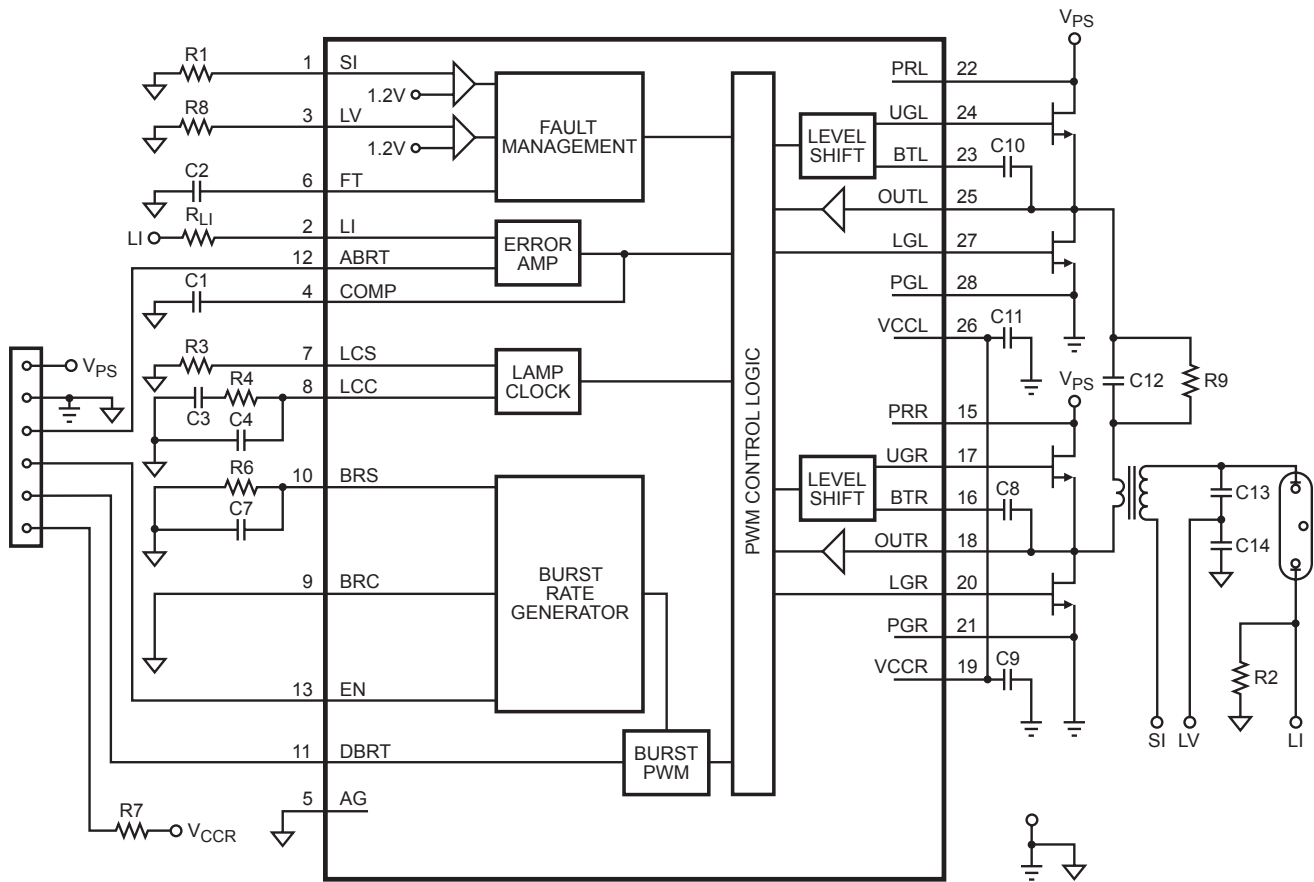 VPS
R1
1
SI
1.2V
R8
3
LV
1.2V
C2
6
FT
FAULT
MANAGEMENT
LI
RLI
2
LI
12
ABRT
ERROR
AMP
C1
4
COMP
VPS
R3
7
LCS
R4
8
LCC
C3
C4
LAMP
CLOCK
R6
10
BRS
C7
9
BRC
BURST
RATE
GENERATOR
13
EN
11
DBRT
BURST
PWM
5
AG
R7
VCCR
PWM CONTROL LOGIC
PRL
22
LEVEL
SHIFT
UGL
24
BTL
23
C10
OUTL
25
LGL
27
PGL
28
VCCL
26
C11
VPS
C12
R9
PRR
15
LEVEL
SHIFT
UGR
17
BTR
16
C8
OUTR
18
LGR
20
PGR
21
VCCR
19
C9
C13
C14
R2
SI
LV
LI